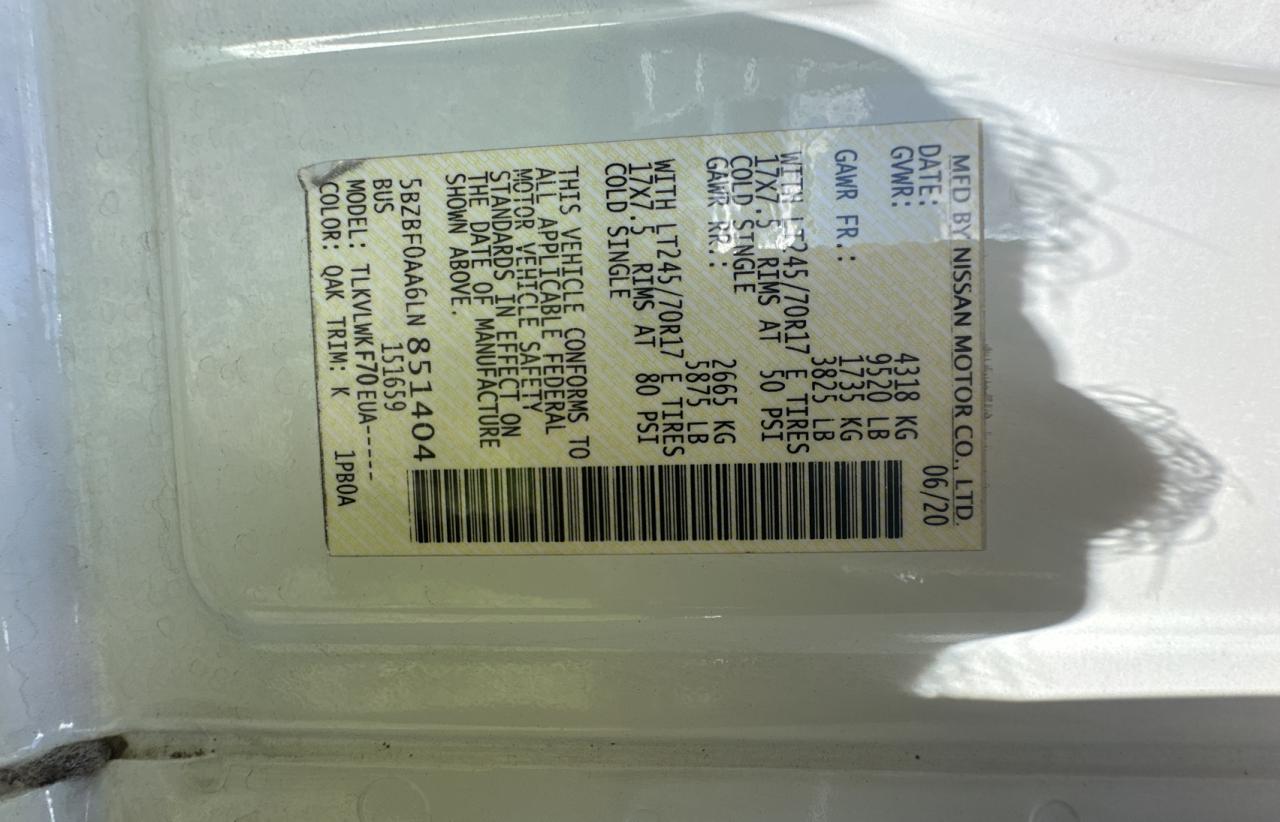 MFD BY NISSAN MOTOR CO., LTD.
DATE: 06/20
GVWR: 4318 KG
9520 LB
GAWR FR.: 1735 KG
3825 LB
WITH LT245/70R17 E TIRES
17X7.5 RIMS AT 50 PSI
COLD SINGLE
GAWR RR.: 2665 KG
5875 LB
WITH LT245/70R17 E TIRES
17X7.5 RIMS AT 80 PSI
COLD SINGLE
THIS VEHICLE CONFORMS TO
ALL APPLICABLE FEDERAL
MOTOR VEHICLE SAFETY
STANDARDS IN EFFECT ON
THE DATE OF MANUFACTURE
SHOWN ABOVE.
5BZBF0AA6LN 851404
BUS 151659
MODEL: TLKVLWKF70EUA-----
COLOR: QAK TRIM: K 1PB0A